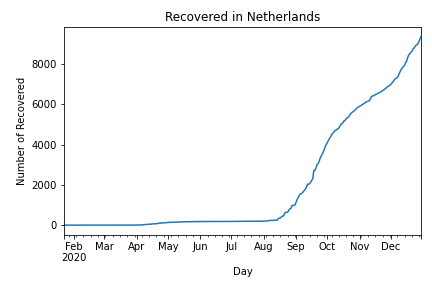 Recovered in Netherlands
Number of Recovered
8000
6000
4000
2000
0
Feb Mar Apr May Jun Jul Aug Sep Oct Nov Dec
2020
Day